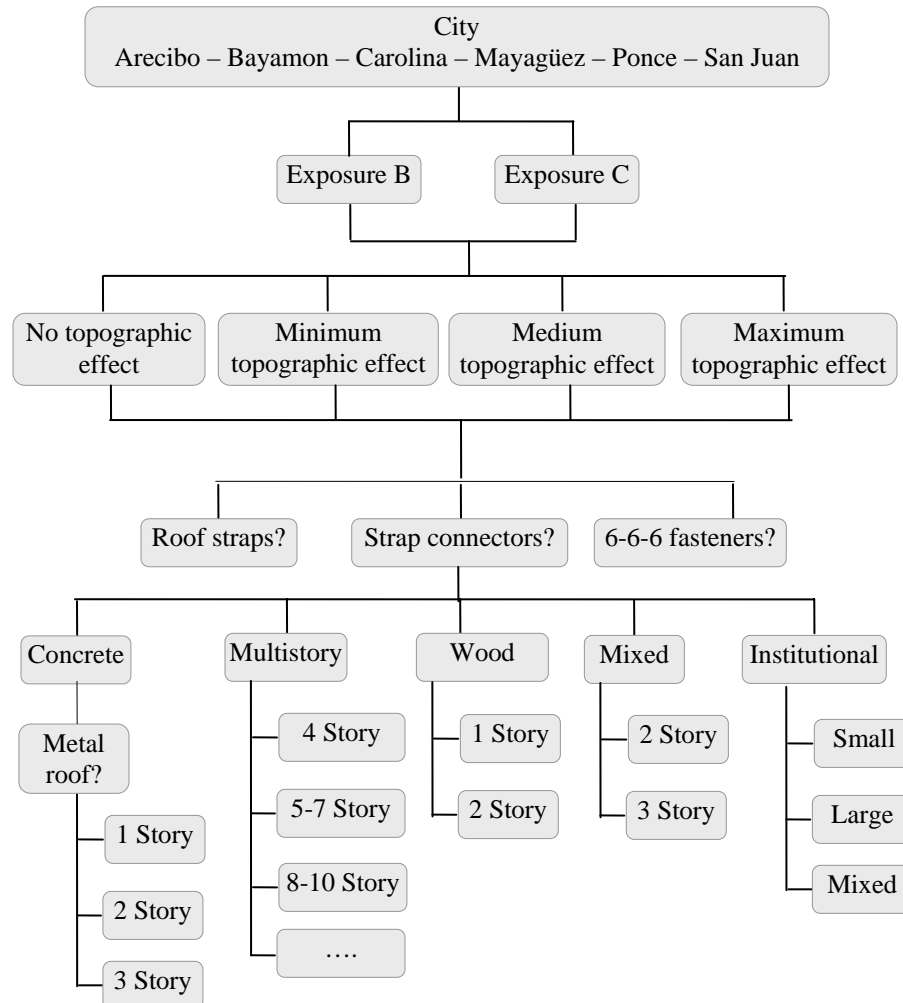 City
Arecibo – Bayamon – Carolina – Mayagüez – Ponce – San Juan
Exposure B
Exposure C
No topographic
effect
Minimum
topographic effect
Medium
topographic effect
Maximum
topographic effect
Roof straps?
Strap connectors?
6-6-6 fasteners?
Concrete
Multistory
Wood
Mixed
Institutional
Metal
roof?
1 Story
2 Story
3 Story
4 Story
5-7 Story
8-10 Story
….
1 Story
2 Story
2 Story
3 Story
Small
Large
Mixed